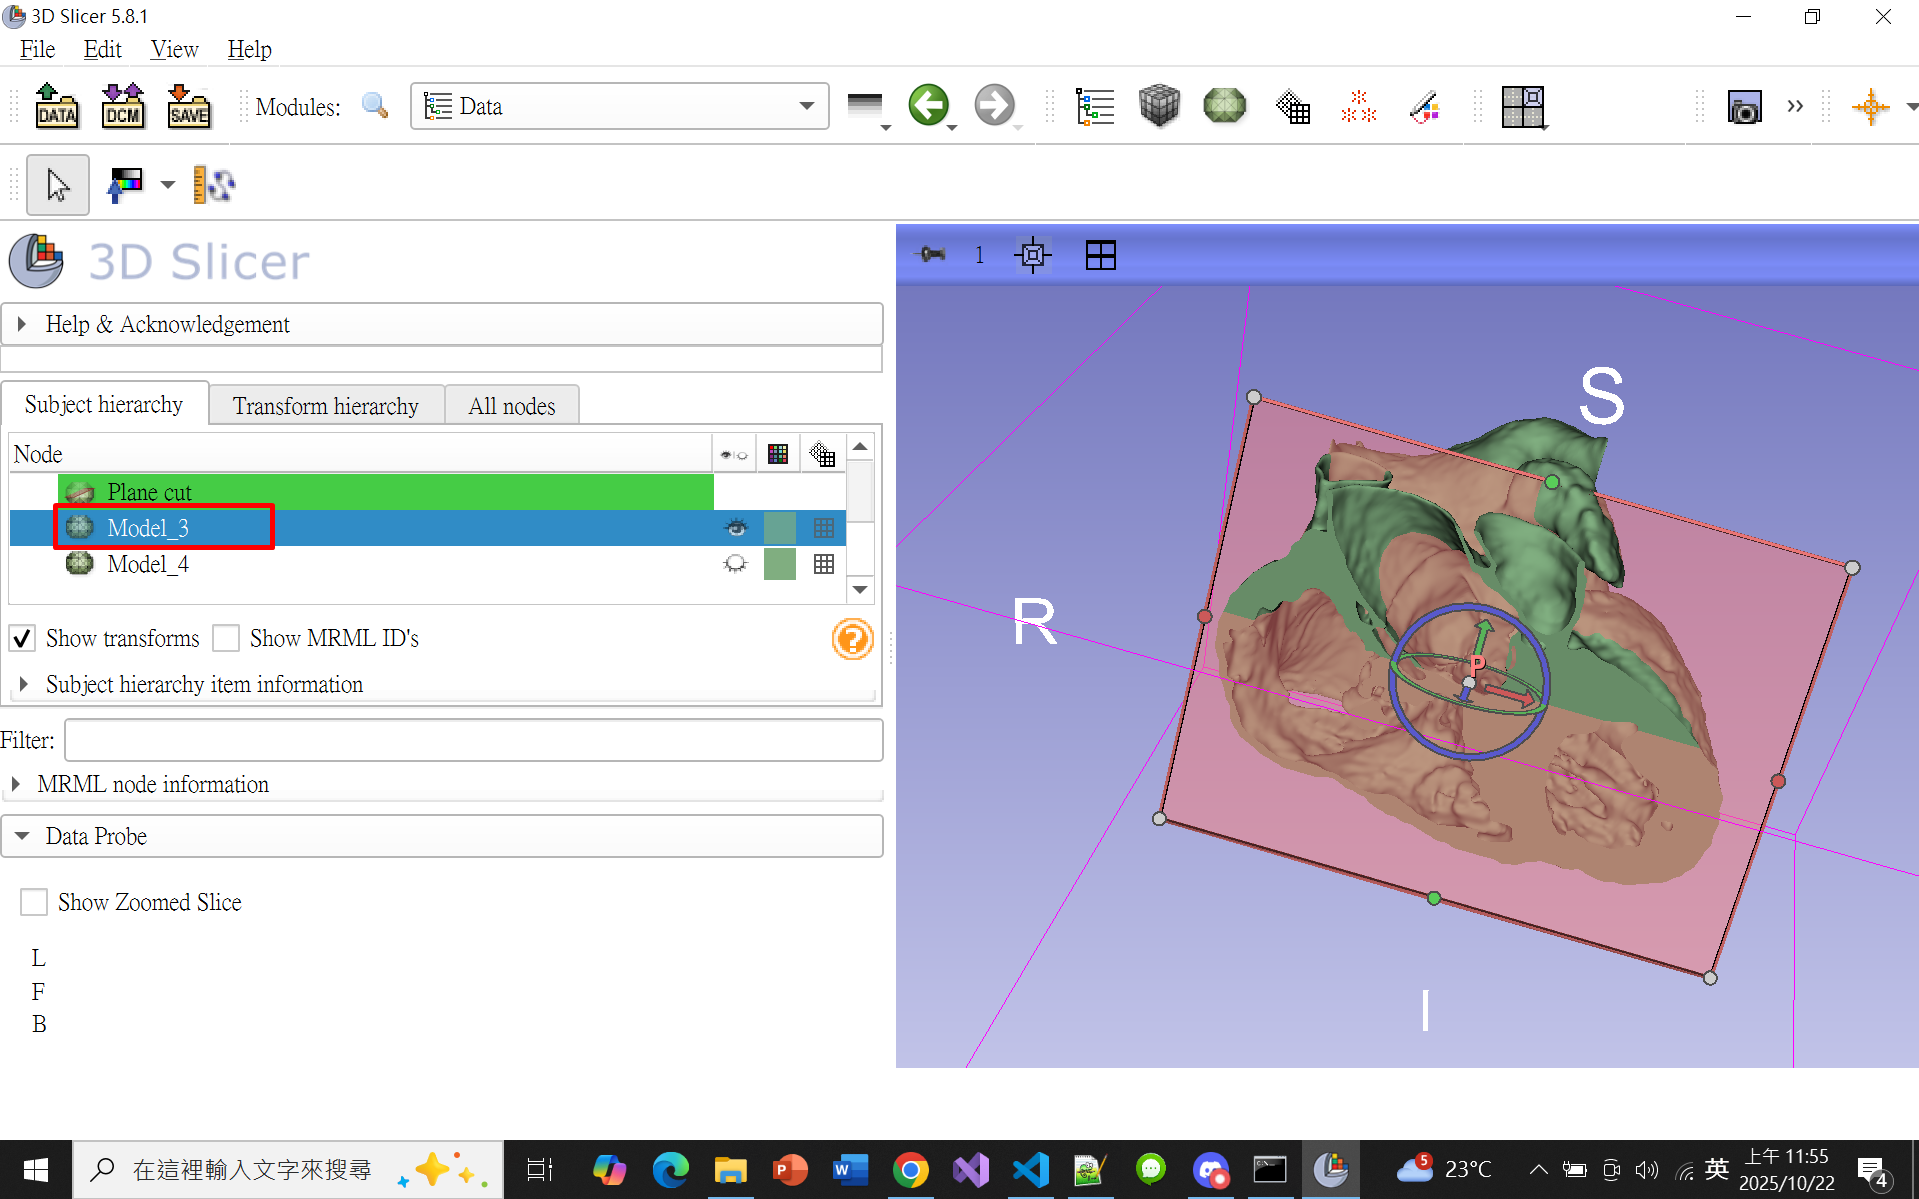 3D Slicer 5.8.1
File Edit View Help
DATA DCM SAVE Modules: Data
3D Slicer
1
Help & Acknowledgement
Subject hierarchy Transform hierarchy All nodes
Node
Plane cut
Model_3
Model_4
Show transforms Show MRML ID's
Subject hierarchy item information
Filter:
MRML node information
Data Probe
Show Zoomed Slice
L
F
B
S
R
P
I
在這裡輸入文字來搜尋
5 23°C 英 上午 11:55
2025/10/22 4